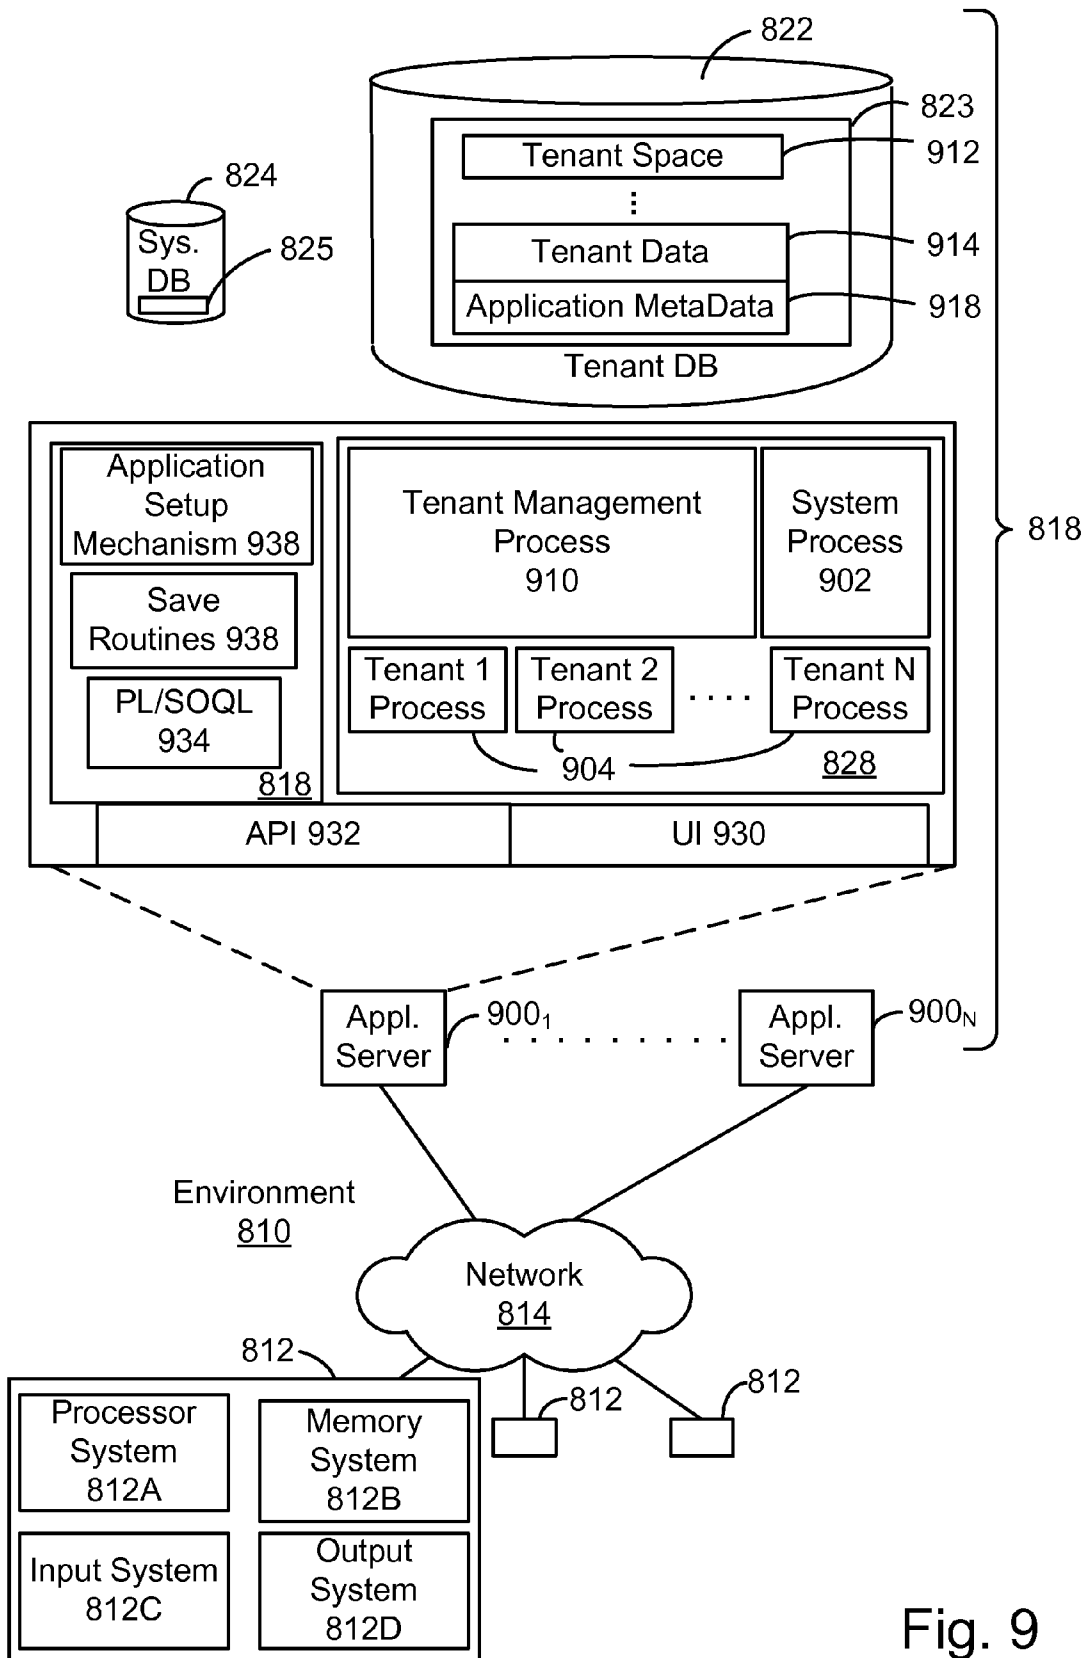 822
823
Tenant Space
912
824
Sys.
DB
825
Tenant Data
914
Application MetaData
918
Tenant DB
Application
Setup
Mechanism 938
Tenant Management
Process
910
System
Process
902
818
Save
Routines 938
Tenant 1
Process
Tenant 2
Process
. . . .
Tenant N
Process
PL/SOQL
934
904
828
818
API 932
UI 930
Appl.
Server
900₁
. . . . . . . . . .
Appl.
Server
900N
Environment
810
Network
814
812
812
812
Processor
System
812A
Memory
System
812B
Input System
812C
Output
System
812D
Fig. 9